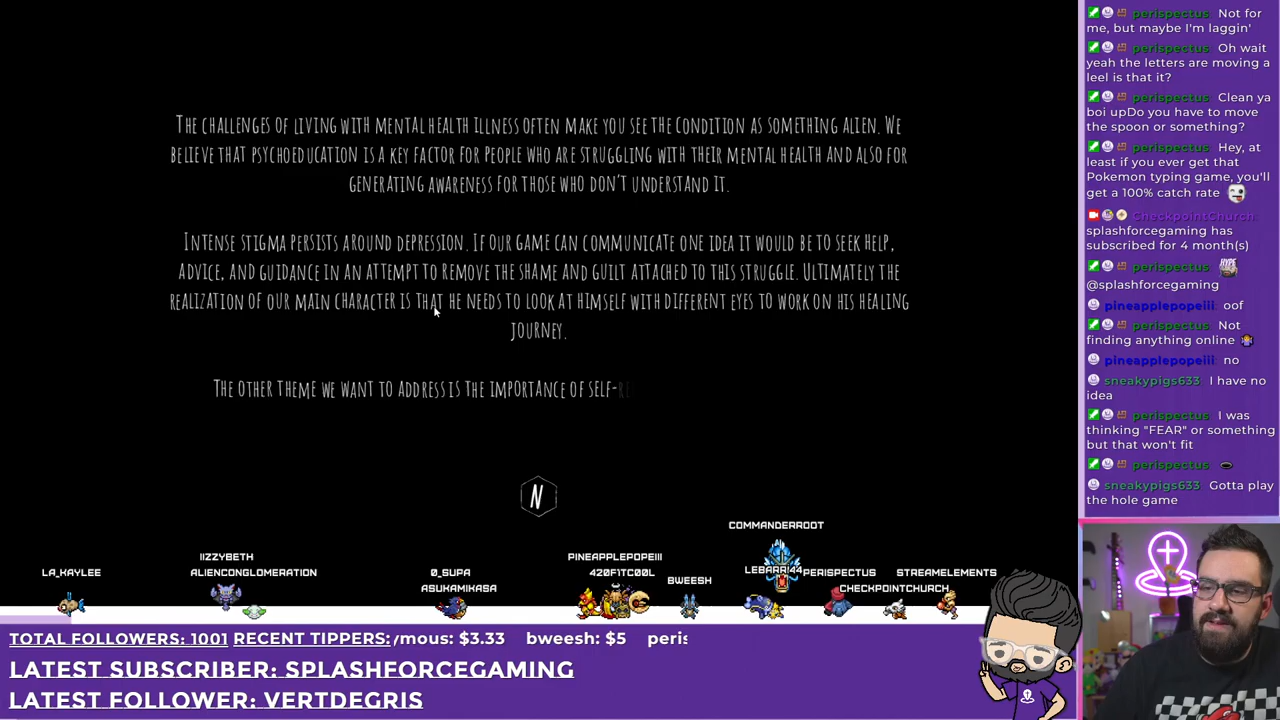 THE CHALLENGES OF LIVING WITH MENTAL HEALTH ILLNESS OFTEN MAKE YOU SEE THE CONDITION AS SOMETHING ALIEN. WE
BELIEVE THAT PSYCHOEDUCATION IS A KEY FACTOR FOR PEOPLE WHO ARE STRUGGLING WITH THEIR MENTAL HEALTH AND ALSO FOR
GENERATING AWARENESS FOR THOSE WHO DON'T UNDERSTAND IT.
INTENSE STIGMA PERSISTS AROUND DEPRESSION. IF OUR GAME CAN COMMUNICATE ONE IDEA IT WOULD BE TO SEEK HELP,
ADVICE, AND GUIDANCE IN AN ATTEMPT TO REMOVE THE SHAME AND GUILT ATTACHED TO THIS STRUGGLE. ULTIMATELY THE
REALIZATION OF OUR MAIN CHARACTER IS THAT HE NEEDS TO LOOK AT HIMSELF WITH DIFFERENT EYES TO WORK ON HIS HEALING
JOURNEY.
THE OTHER THEME WE WANT TO ADDRESS IS THE IMPORTANCE OF SELF-RE
N
COMMANDERROOT
!IZZYBETH
PINEAPPLEPOPEIII
LA_KAYLEE
ALIENCONGLOMERATION
0_SUPA
420F1TC00L
LEBARR!44
PERISPECTUS
STREAMELEMENTS
ASUKAMIKASA
BWEESH
CHECKPOINTCHURCH
TOTAL FOLLOWERS: 1001 RECENT TIPPERS: ymous: $3.33 bweesh: $5 peris
LATEST SUBSCRIBER: SPLASHFORCEGAMING
LATEST FOLLOWER: VERTDEGRIS
perispectus: Not for
me, but maybe I'm laggin'
perispectus: Oh wait
yeah the letters are moving a
leel is that it?
perispectus: Clean ya
boi upDo you have to move
the spoon or something?
perispectus: Hey, at
least if you ever get that
Pokemon typing game, you'll
get a 100% catch rate
CheckpointChurch:
splashforcegaming has
subscribed for 4 month(s)
perispectus:
@splashforcegaming
pineapplepopeiii: oof
perispectus: Not
finding anything online
pineapplepopeiii: no
sneakypigs633: I have no
idea
perispectus: I was
thinking "FEAR" or something
but that won't fit
perispectus:
sneakypigs633: Gotta play
the hole game